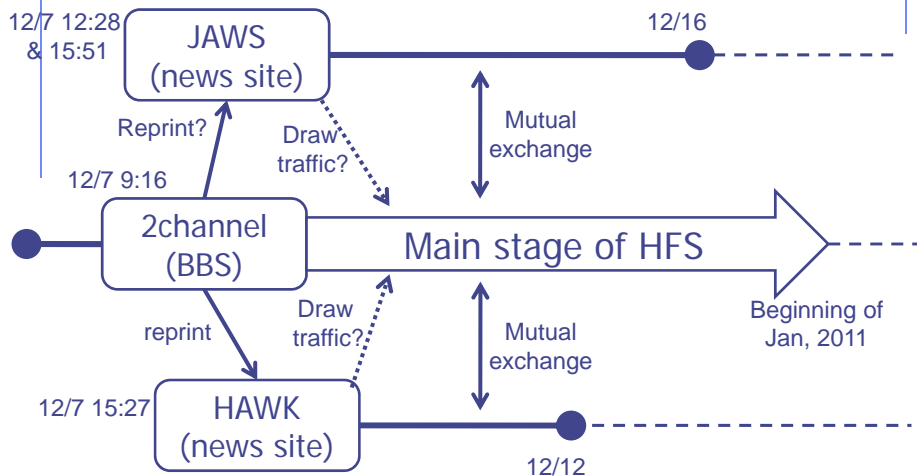 12/7 12:28
& 15:51
JAWS
(news site)
12/16
Reprint?
Draw
traffic?
Mutual
exchange
12/7 9:16
2channel
(BBS)
Main stage of HFS
reprint
Draw
traffic?
Mutual
exchange
Beginning of
Jan, 2011
12/7 15:27
HAWK
(news site)
12/12